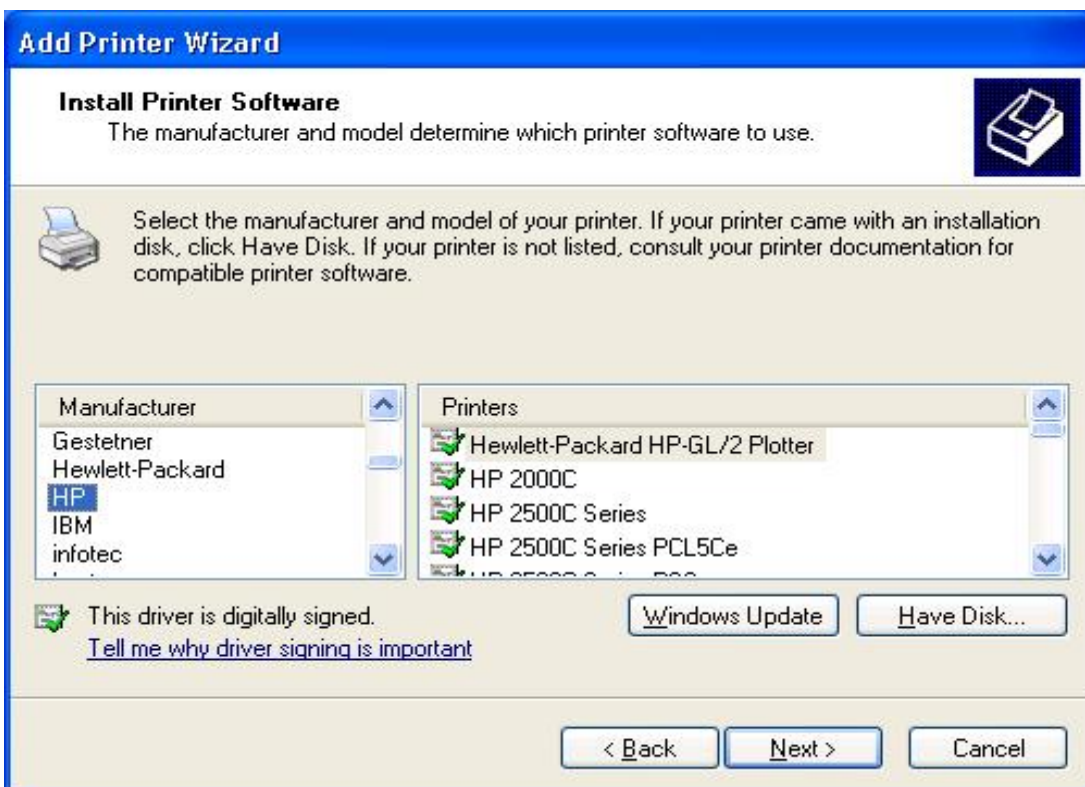 Add Printer Wizard
Install Printer Software
The manufacturer and model determine which printer software to use.
Select the manufacturer and model of your printer. If your printer came with an installation
disk, click Have Disk. If your printer is not listed, consult your printer documentation for
compatible printer software.
Manufacturer
Gestetner
Hewlett-Packard
HP
IBM
infotec
Printers
Hewlett-Packard HP-GL/2 Plotter
HP 2000C
HP 2500C Series
HP 2500C Series PCL5Ce
This driver is digitally signed.
Tell me why driver signing is important
Windows Update
Have Disk...
< Back
Next >
Cancel